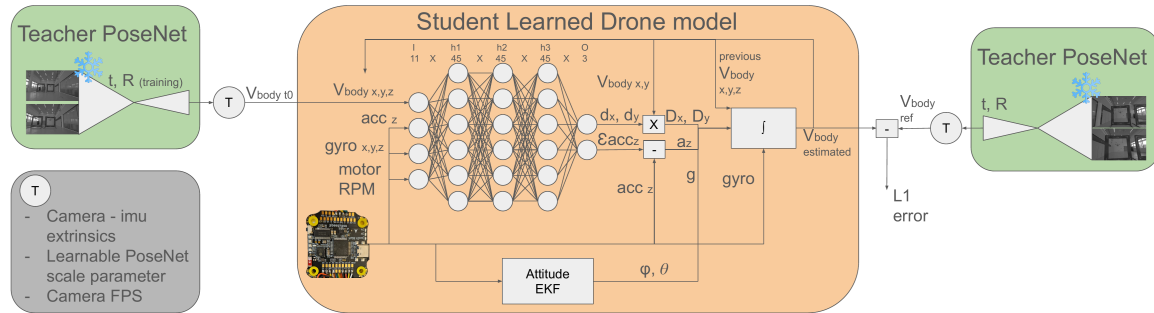 Teacher PoseNet
t, R (training)
T
Vbody t0
T
- Camera - imu
extrinsics
- Learnable PoseNet
scale parameter
- Camera FPS
Student Learned Drone model
I h1 h2 h3 O
11 X 45 X 45 X 45 X 3
Vbody x,y,z
acc z
gyro x,y,z
motor
RPM
Vbody x,y
previous
Vbody
x,y,z
dx, dy
X
Dx, Dy
εaccz
-
az
acc z
g
∫
gyro
Vbody
estimated
Attitude
EKF
φ, θ
-
L1
error
Vbody
ref
T
Teacher PoseNet
t, R